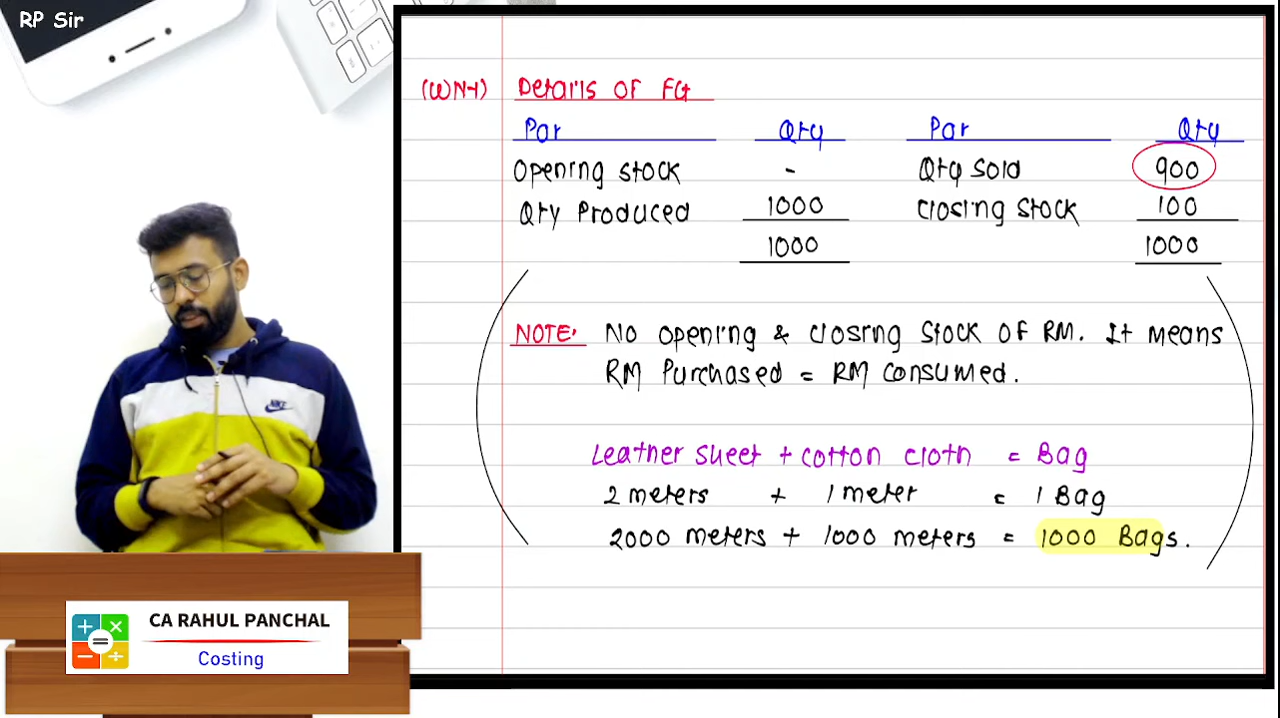 RP Sir
(WN-1) Details of FG
Par Qty Par Qty
Opening stock - Qty sold 900
Qty Produced 1000 closing stock 100
1000 1000
NOTE: No opening & closing stock of RM. It means
RM Purchased = RM consumed.
Leather sheet + cotton cloth = Bag
2 meters + 1 meter = 1 Bag
2000 meters + 1000 meters = 1000 Bags.
NIKE
CA RAHUL PANCHAL
Costing